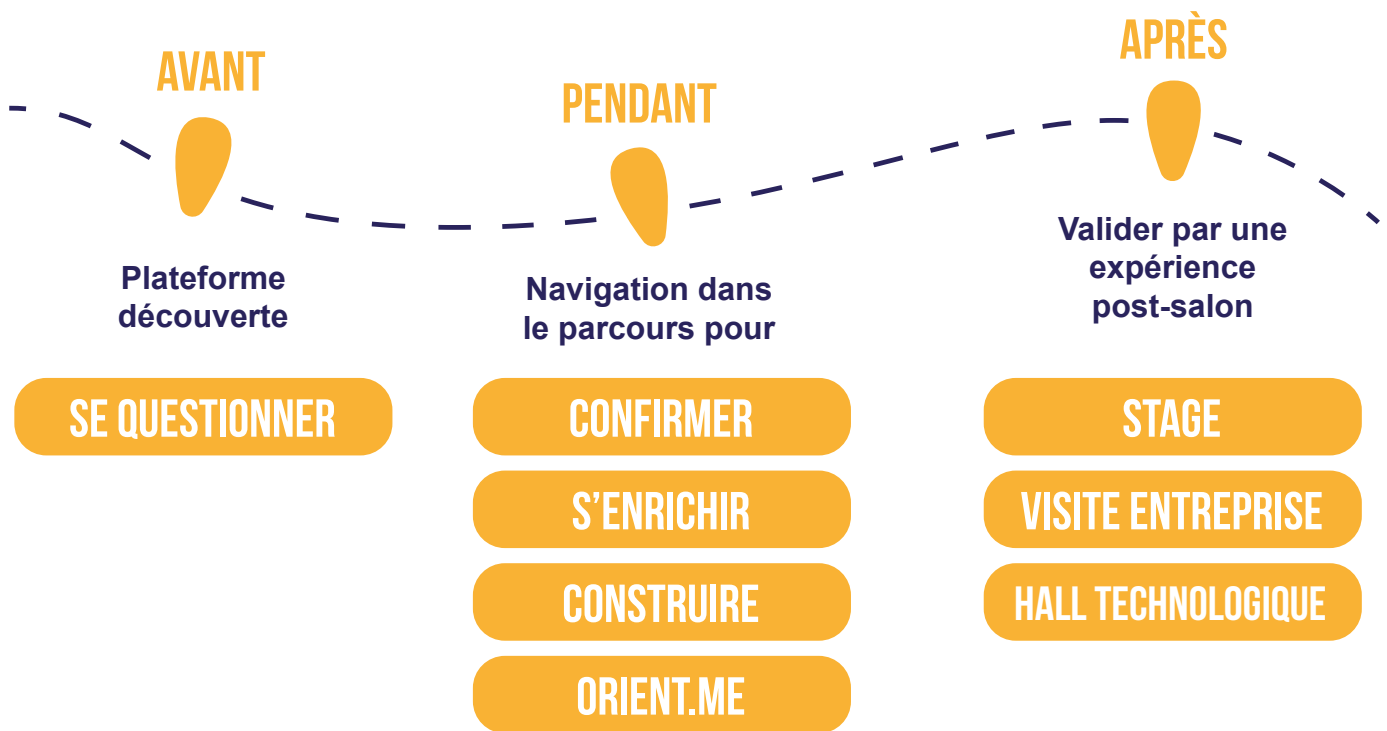 AVANT
Plateforme
découverte
SE QUESTIONNER
PENDANT
Navigation dans
le parcours pour
CONFIRMER
S'ENRICHIR
CONSTRUIRE
ORIENT.ME
APRÈS
Valider par une
expérience
post-salon
STAGE
VISITE ENTREPRISE
HALL TECHNOLOGIQUE